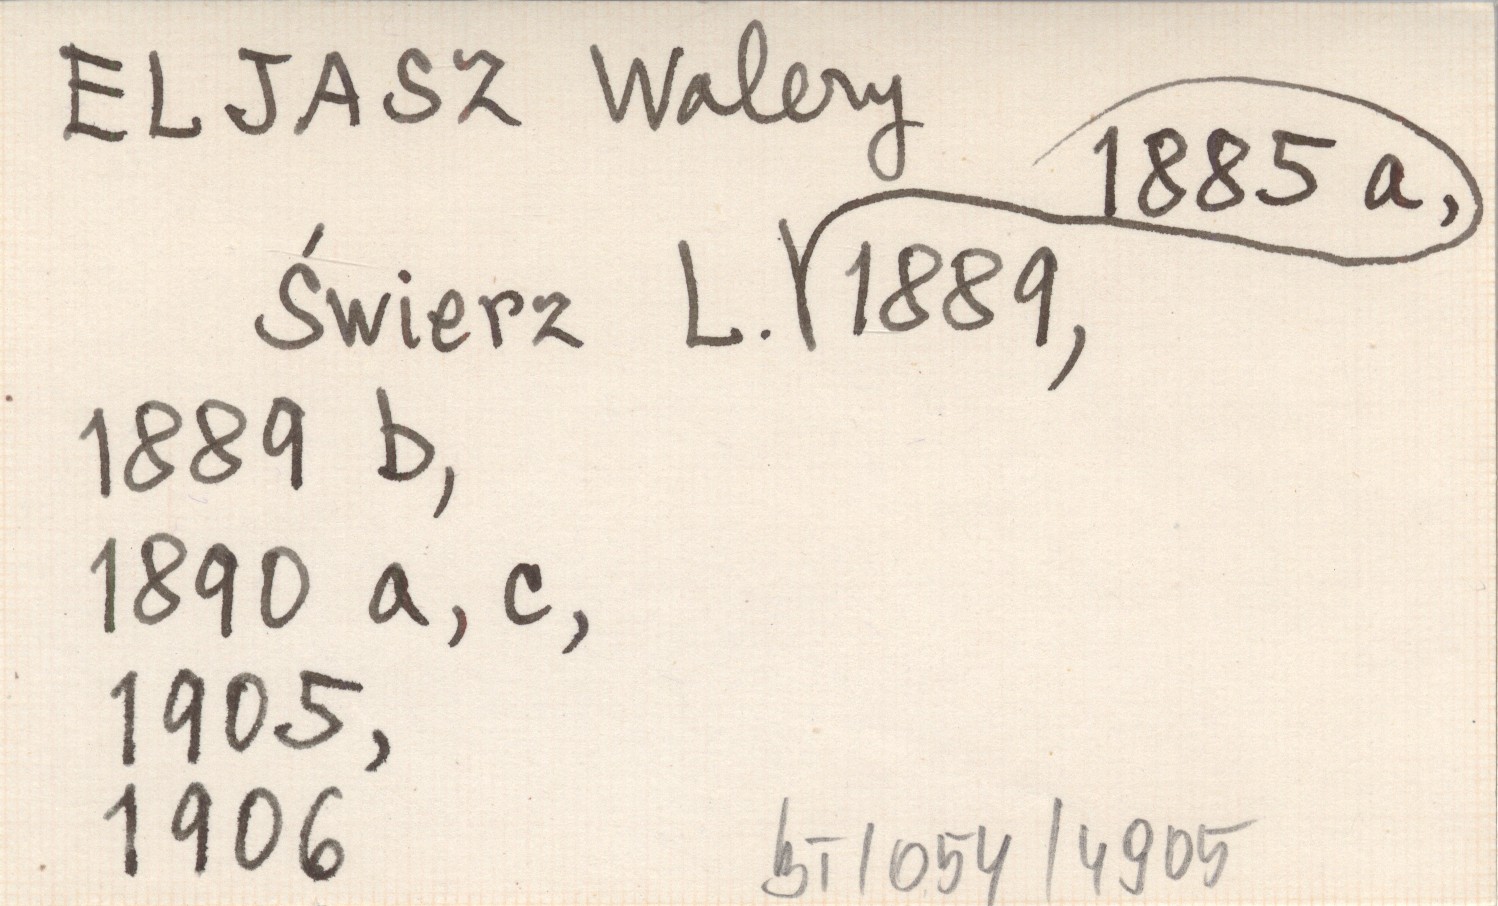 ELJASZ Walery
1885 a,
Świerz L. 1889,
1889 b,
1890 a, c,
1905,
1906
BT/054/4905